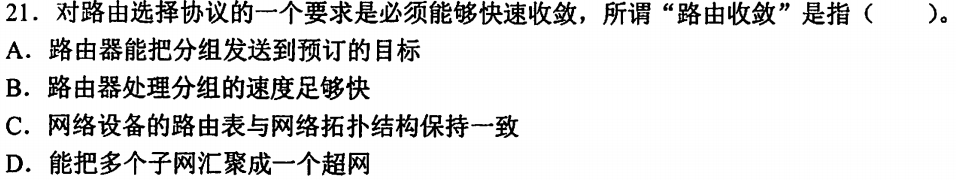 21. 对路由选择协议的一个要求是必须能够快速收敛，所谓“路由收敛”是指（　　）。
A. 路由器能把分组发送到预订的目标
B. 路由器处理分组的速度足够快
C. 网络设备的路由表与网络拓扑结构保持一致
D. 能把多个子网汇聚成一个超网